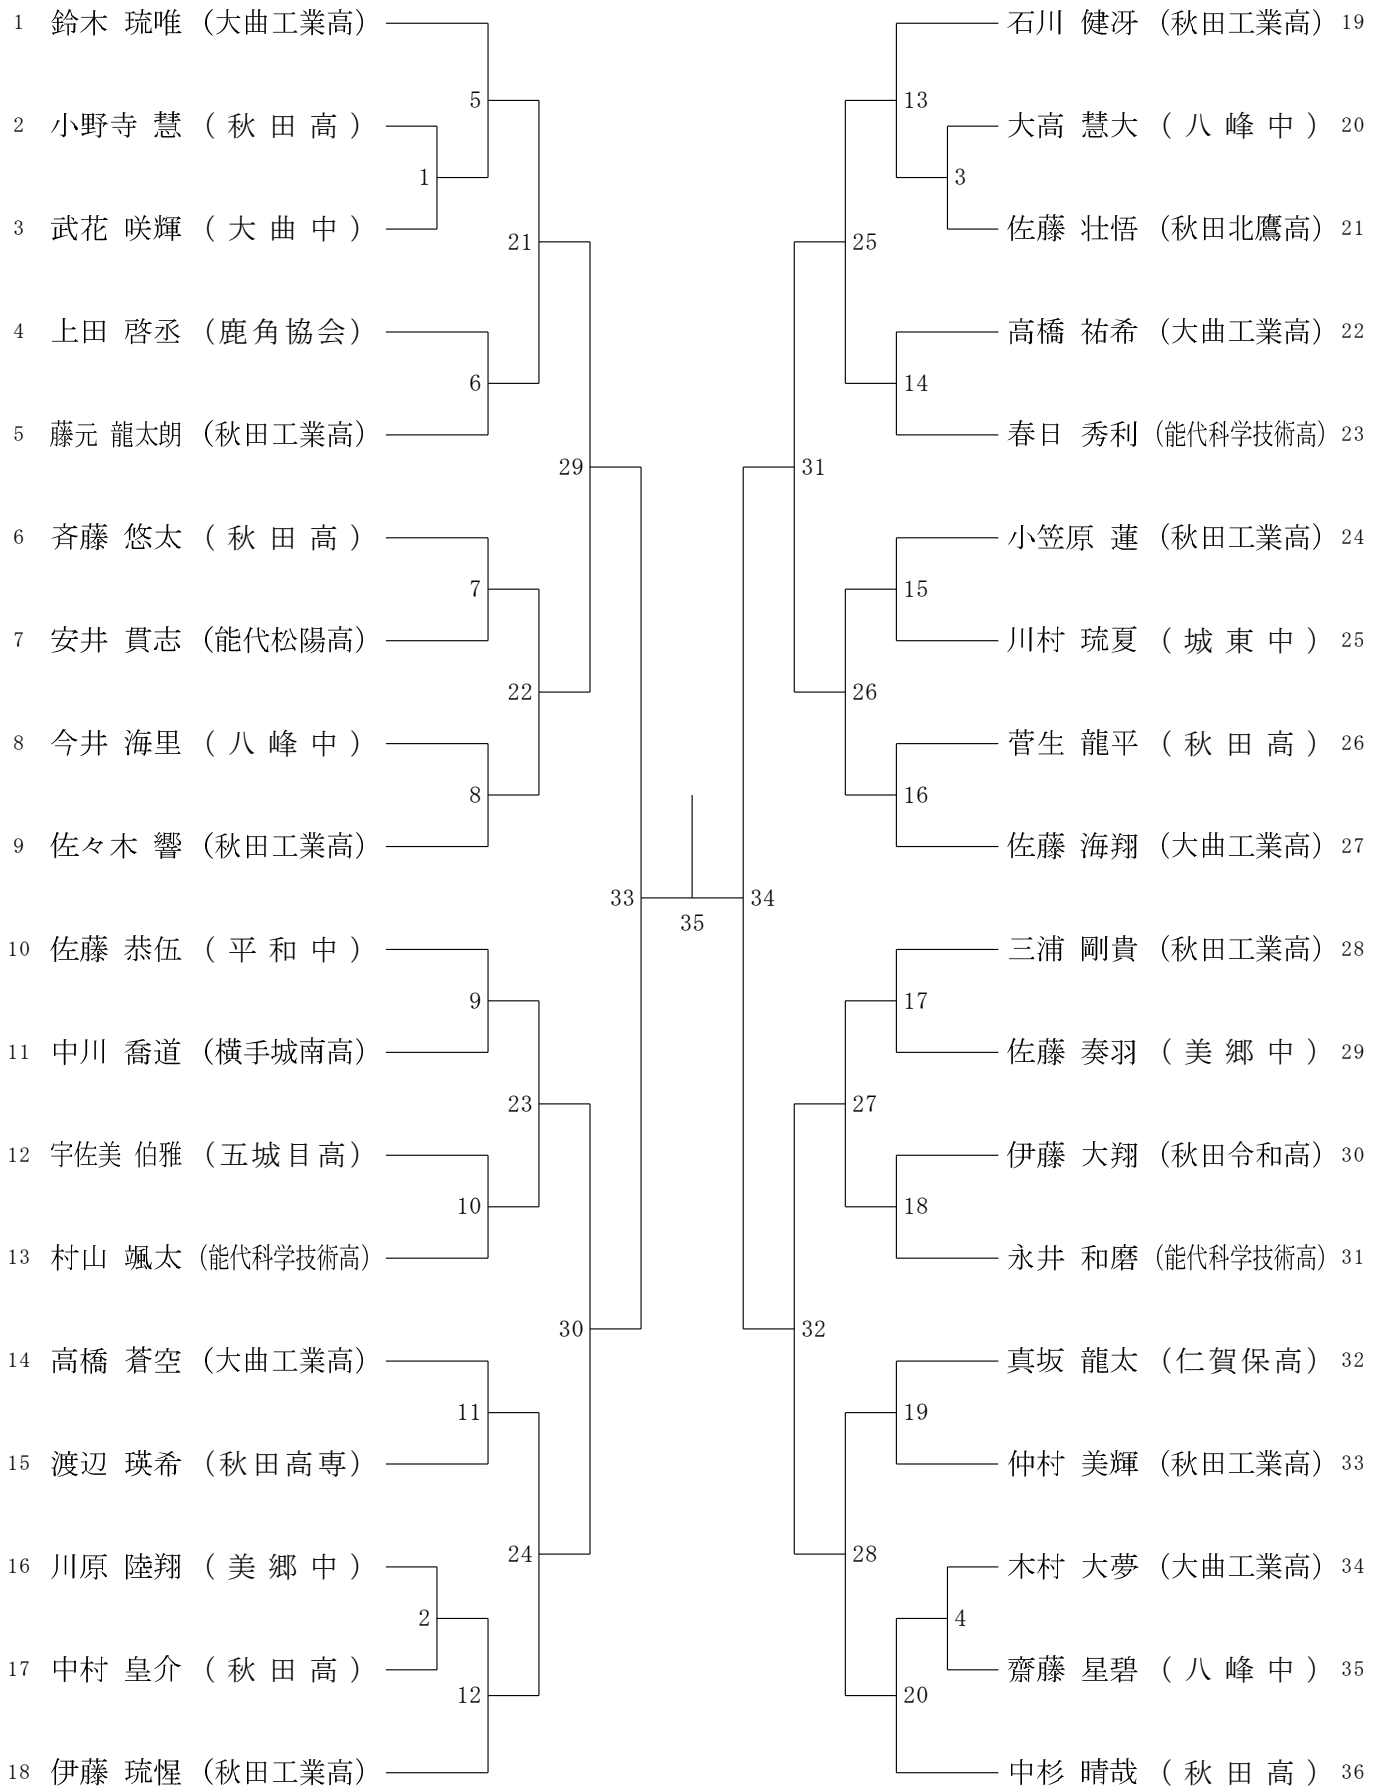 1 鈴木 琉唯 (大曲工業高)
5
2 小野寺 慧 (秋田高)
1
3 武花 咲輝 (大曲中)
21
4 上田 啓丞 (鹿角協会)
6
5 藤元 龍太朗 (秋田工業高)
29
6 斉藤 悠太 (秋田高)
7
7 安井 貫志 (能代松陽高)
22
8 今井 海里 (八峰中)
8
9 佐々木 響 (秋田工業高)
33
10 佐藤 恭伍 (平和中)
9
11 中川 喬道 (横手城南高)
23
12 宇佐美 伯雅 (五城目高)
10
13 村山 颯太 (能代科学技術高)
30
14 高橋 蒼空 (大曲工業高)
11
15 渡辺 瑛希 (秋田高専)
24
16 川原 陸翔 (美郷中)
2
17 中村 皇介 (秋田高)
12
18 伊藤 琉惺 (秋田工業高)
35
石川 健冴 (秋田工業高) 19
13
大高 慧大 (八峰中) 20
3
佐藤 壮悟 (秋田北鷹高) 21
25
高橋 祐希 (大曲工業高) 22
14
春日 秀利 (能代科学技術高) 23
31
小笠原 蓮 (秋田工業高) 24
15
川村 琉夏 (城東中) 25
26
菅生 龍平 (秋田高) 26
16
佐藤 海翔 (大曲工業高) 27
34
三浦 剛貴 (秋田工業高) 28
17
佐藤 奏羽 (美郷中) 29
27
伊藤 大翔 (秋田令和高) 30
18
永井 和磨 (能代科学技術高) 31
32
真坂 龍太 (仁賀保高) 32
19
仲村 美輝 (秋田工業高) 33
28
木村 大夢 (大曲工業高) 34
4
齋藤 星碧 (八峰中) 35
20
中杉 晴哉 (秋田高) 36